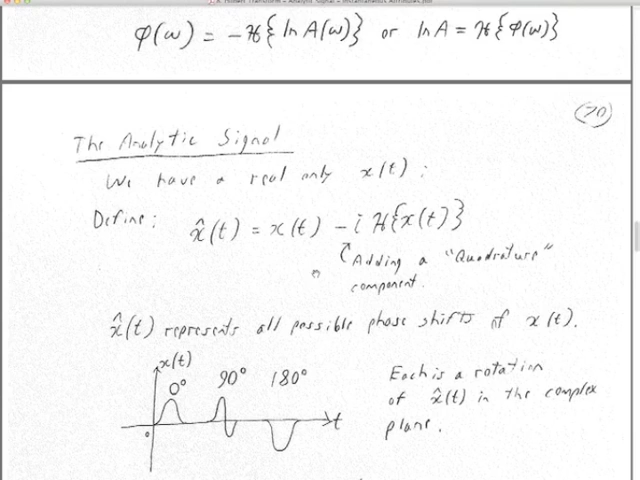 φ(ω) = -ℋ{ln A(ω)} or ln A = ℋ{φ(ω)}
(70)
The Analytic Signal
We have a real only x(t):
Define: x̂(t) = x(t) - i ℋ{x(t)}
Adding a "Quadrature"
component.
x̂(t) represents all possible phase shifts of x(t).
x(t)
0° 90° 180°
0
t
Each is a rotation
of x̂(t) in the complex
plane.